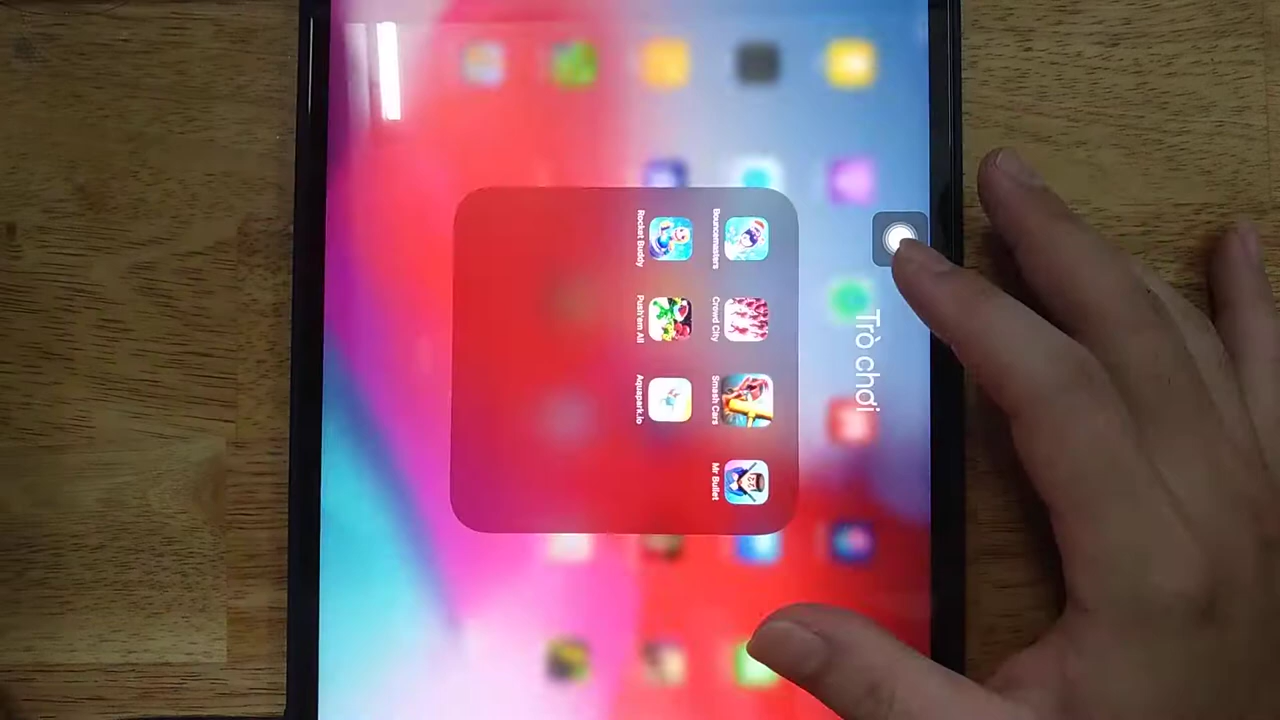 Trò chơi
Bouncemasters
Crowd City
Smash Cars
Mr Bullet
Rocket Buddy
Push'em All
Aquapark.io